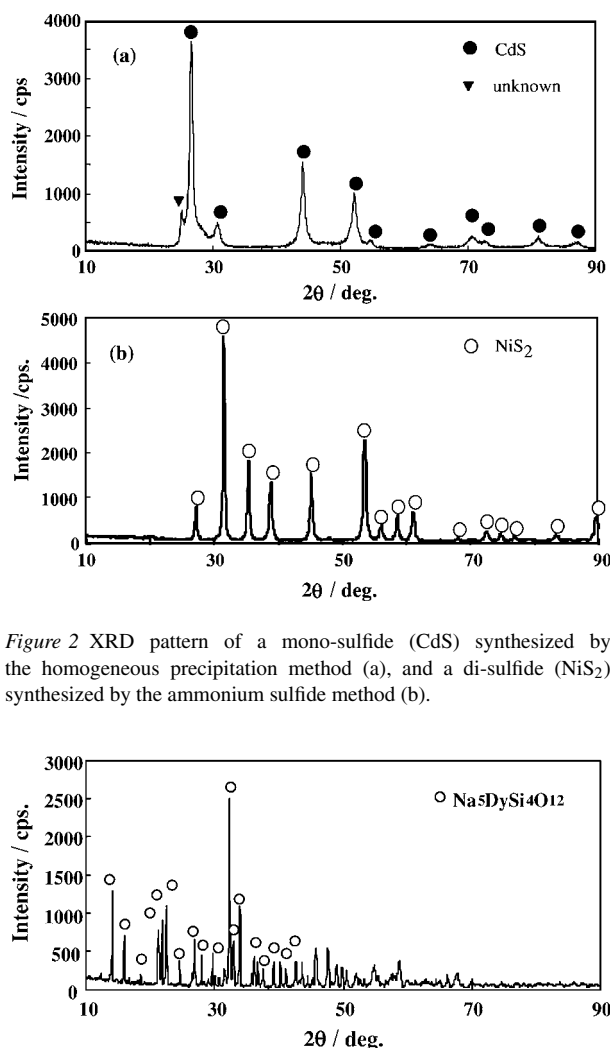 (a)
CdS
unknown
Intensity / cps
4000
3000
2000
1000
0
10 30 50 70 90
2θ / deg.
(b)
NiS2
Intensity /cps.
5000
4000
3000
2000
1000
0
10 30 50 70 90
2θ / deg.
Figure 2 XRD pattern of a mono-sulfide (CdS) synthesized by
the homogeneous precipitation method (a), and a di-sulfide (NiS2)
synthesized by the ammonium sulfide method (b).
Na5DySi4O12
Intensity / cps.
3000
2500
2000
1500
1000
500
0
10 30 50 70 90
2θ / deg.